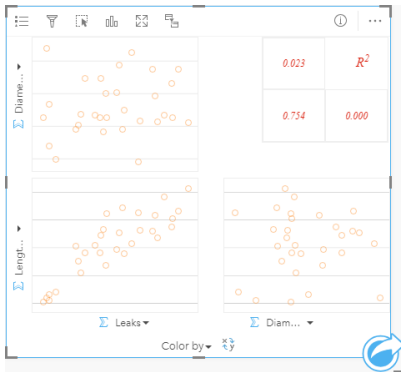 0.023 R²
Diame...
0.754 0.000
Lengt...
Σ Leaks Σ Diam...
Color by x y